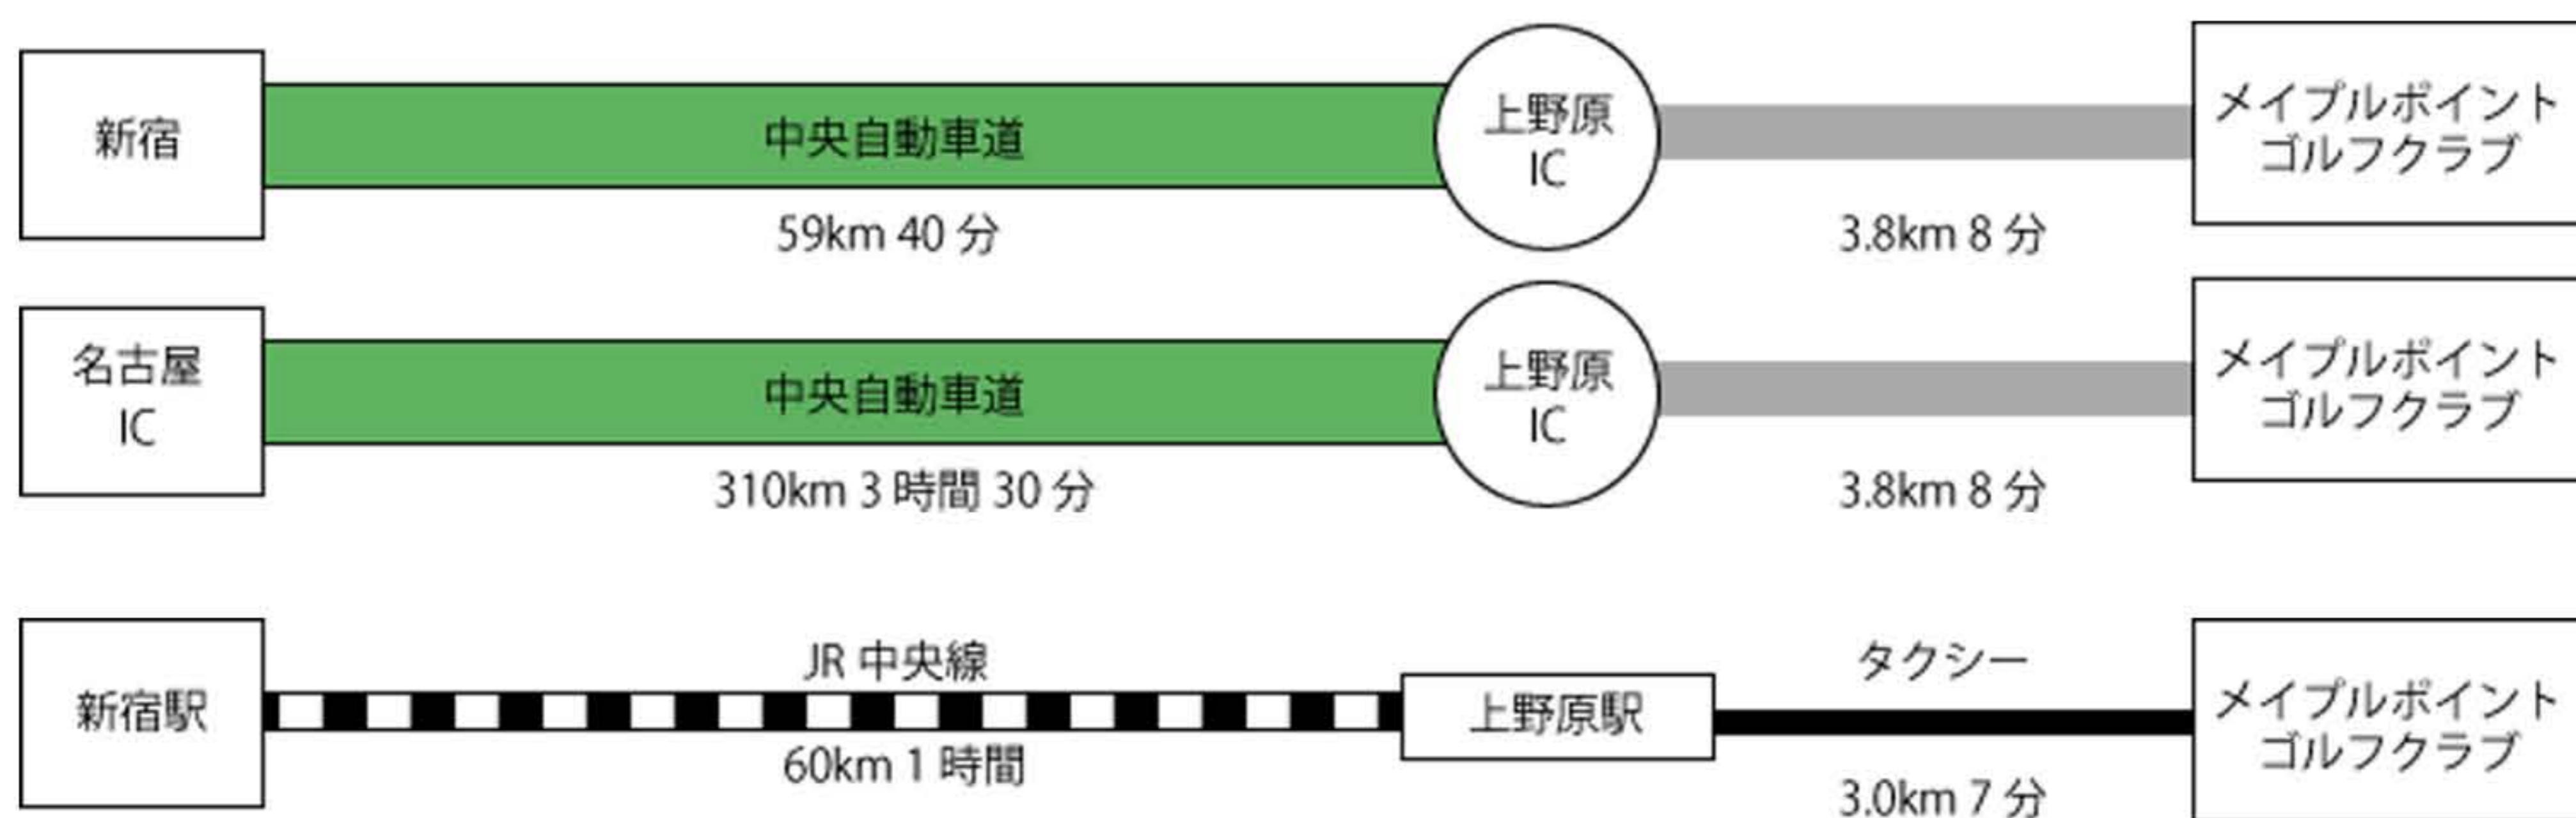 新宿
中央自動車道
59km 40 分
上野原
IC
3.8km 8 分
メイプルポイント
ゴルフクラブ
名古屋
IC
中央自動車道
310km 3 時間 30 分
上野原
IC
3.8km 8 分
メイプルポイント
ゴルフクラブ
新宿駅
JR 中央線
60km 1 時間
上野原駅
タクシー
3.0km 7 分
メイプルポイント
ゴルフクラブ